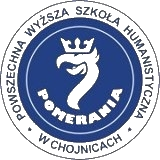 POWSZECHNA WYŻSZA SZKOŁA HUMANISTYCZNA
POMERANIA
• W CHOJNICACH •